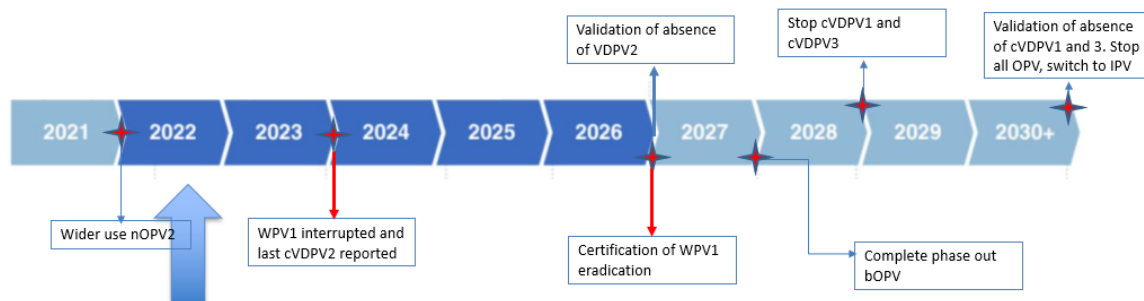 Validation of absence
of VDPV2
Stop cVDPV1 and
cVDPV3
Validation of absence
of cVDPV1 and 3. Stop
all OPV, switch to IPV
2021
2022
2023
2024
2025
2026
2027
2028
2029
2030+
Wider use nOPV2
WPV1 interrupted and
last cVDPV2 reported
Certification of WPV1
eradication
Complete phase out
bOPV